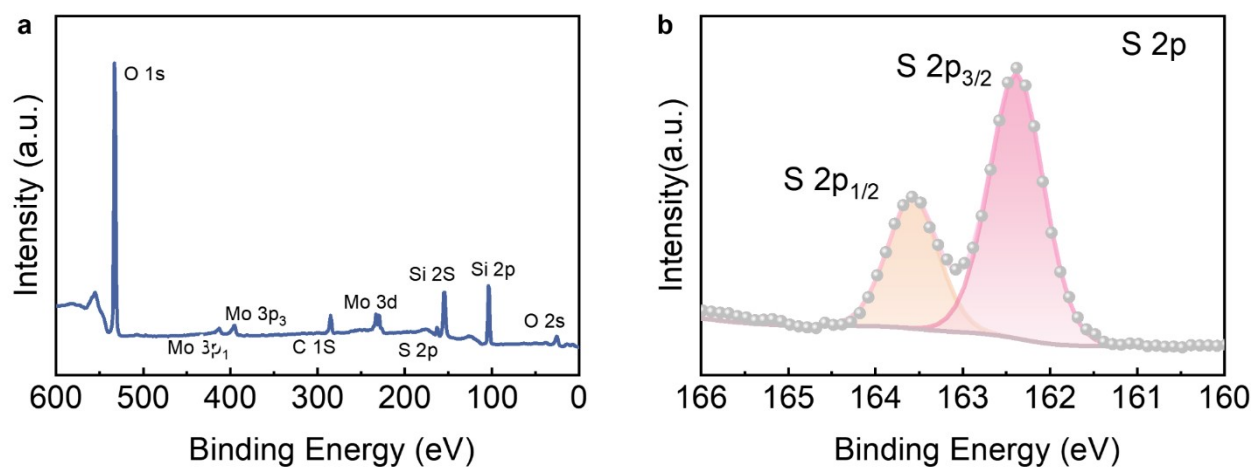 a
O 1s
Mo 3p₁
Mo 3p₃
C 1S
Mo 3d
S 2p
Si 2S
Si 2p
O 2s
Intensity (a.u.)
600 500 400 300 200 100 0
Binding Energy (eV)
b
S 2p
S 2p₃/₂
S 2p₁/₂
Intensity(a.u.)
166 165 164 163 162 161 160
Binding Energy (eV)